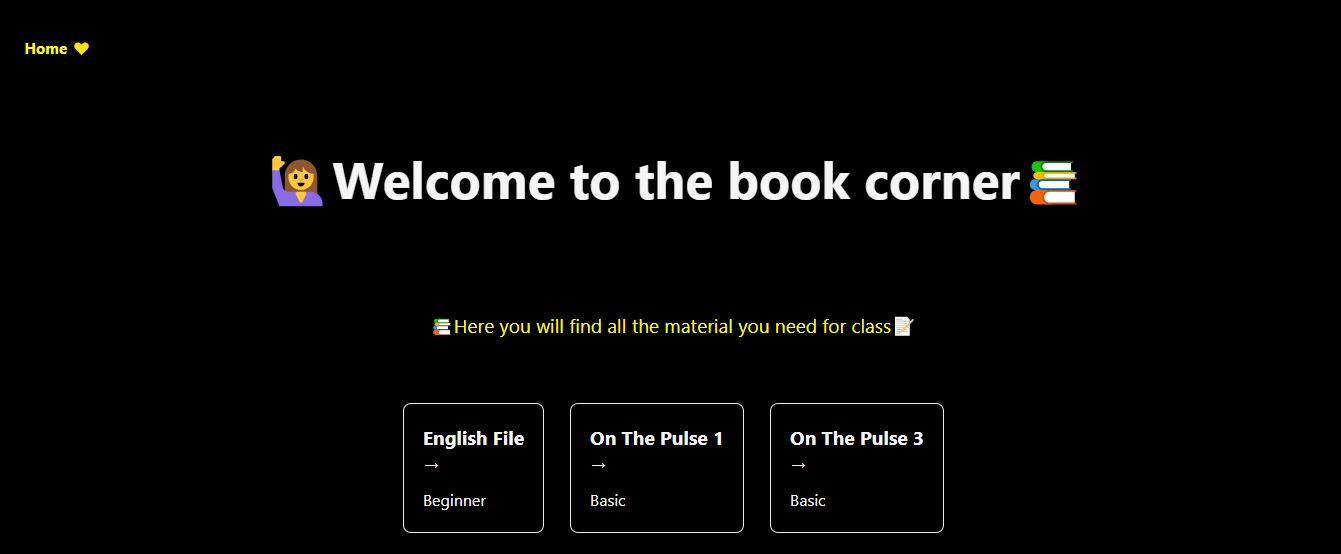 Home 💛
🙋‍♀️Welcome to the book corner📚
📚Here you will find all the material you need for class📝
English File
→
Beginner
On The Pulse 1
→
Basic
On The Pulse 3
→
Basic